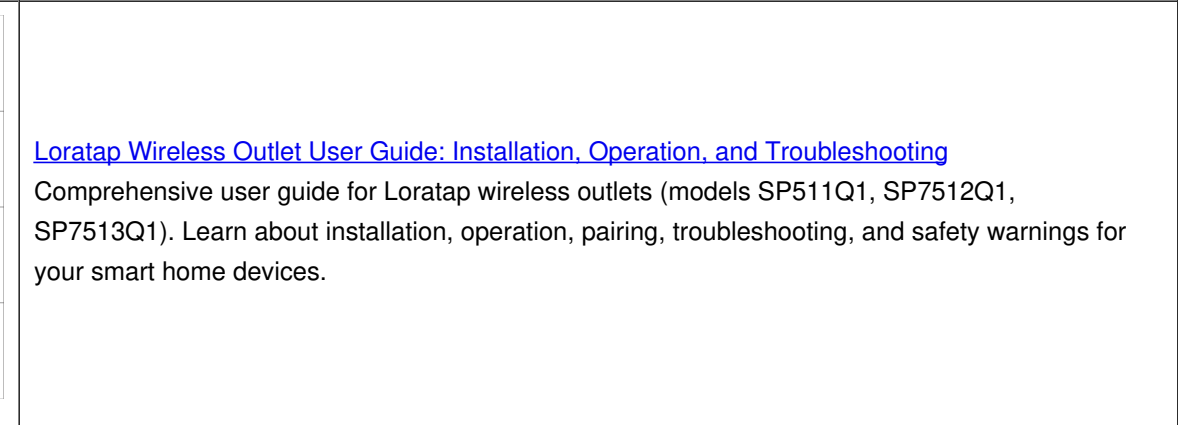 Loratap Wireless Outlet User Guide: Installation, Operation, and Troubleshooting
Comprehensive user guide for Loratap wireless outlets (models SP511Q1, SP7512Q1,
SP7513Q1). Learn about installation, operation, pairing, troubleshooting, and safety warnings for
your smart home devices.